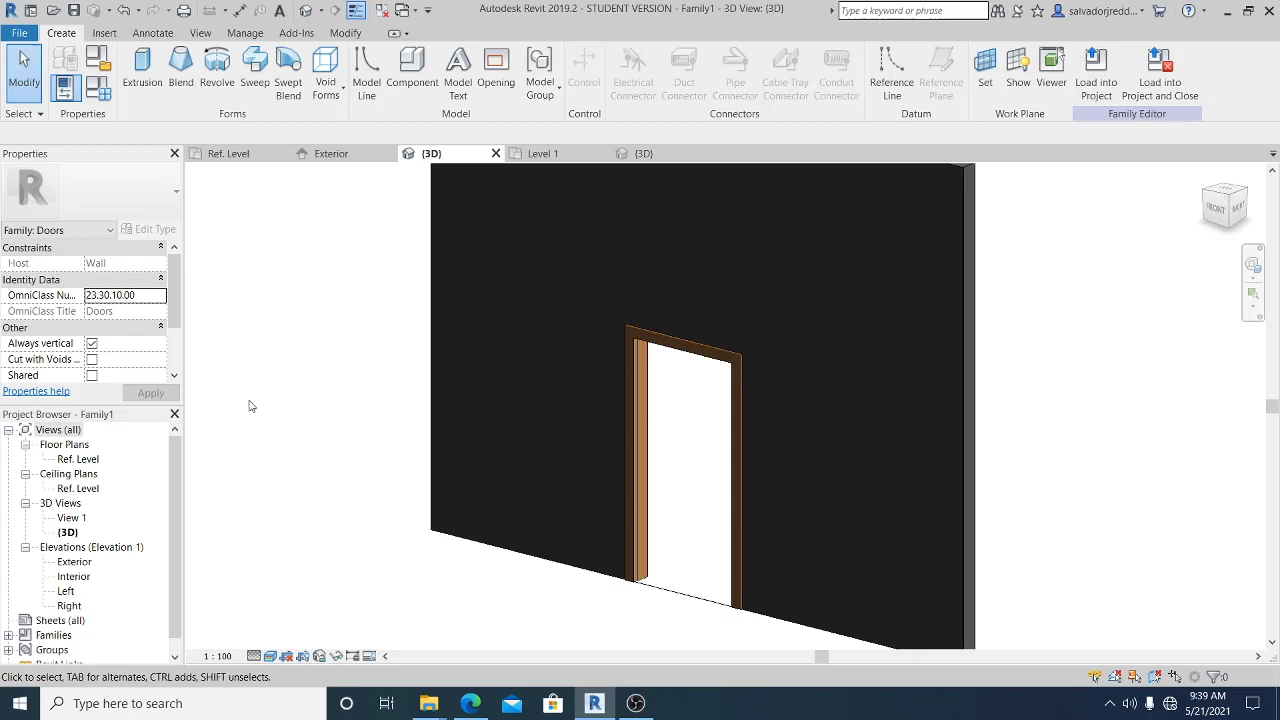 Autodesk Revit 2019.2 - STUDENT VERSION - Family1 - 3D View: {3D}
Type a keyword or phrase
salvadorjredd...
File Create Insert Annotate View Manage Add-Ins Modify
Modify
Extrusion Blend Revolve Sweep Swept Blend Void Forms
Model Line Component Model Text Opening Model Group
Control
Electrical Connector Duct Connector Pipe Connector Cable Tray Connector Conduit Connector
Reference Line Reference Plane
Set Show Viewer
Load into Project Load into Project and Close
Select Properties Forms Model Control Connectors Datum Work Plane Family Editor
Properties
Ref. Level Exterior {3D} Level 1 {3D}
Family: Doors Edit Type
Constraints
Host Wall
Identity Data
OmniClass Nu... 23.30.10.00
OmniClass Title Doors
Other
Always vertical
Cut with Voids ...
Shared
Properties help Apply
Project Browser - Family1
Views (all)
Floor Plans
Ref. Level
Ceiling Plans
Ref. Level
3D Views
View 1
{3D}
Elevations (Elevation 1)
Exterior
Interior
Left
Right
Sheets (all)
Families
Groups
FRONT
1 : 100
Click to select, TAB for alternates, CTRL adds, SHIFT unselects.
:0
Type here to search
9:39 AM
5/21/2021